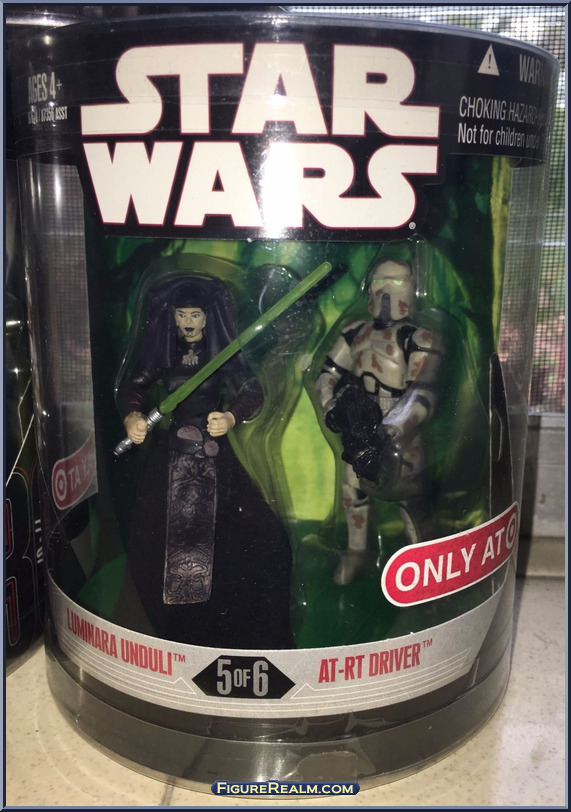 AGES 4+
ASST
STAR
WARS®
WAR
CHOKING HAZARD
Not for children
ONLY AT
LUMINARA UNDULI™
5 OF 6
AT-RT DRIVER™
FIGUREREALM.COM